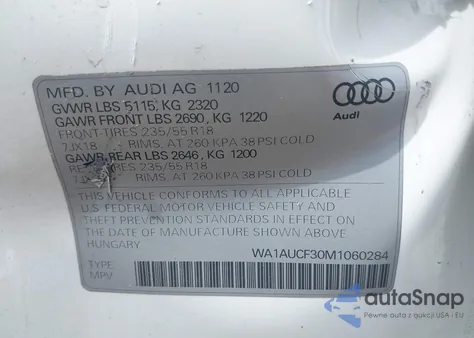 MFD. BY AUDI AG 1120
GVWR LBS 5115, KG 2320
GAWR FRONT LBS 2690, KG 1220
FRONT-TIRES 235/55 R18
7JX18 RIMS, AT 260 KPA 38 PSI COLD
GAWR REAR LBS 2646, KG 1200
TIRES 235/55 R18
RIMS, AT 260 KPA 38 PSI COLD
THIS VEHICLE CONFORMS TO ALL APPLICABLE
U.S. FEDERAL MOTOR VEHICLE SAFETY AND
THEFT PREVENTION STANDARDS IN EFFECT ON
THE DATE OF MANUFACTURE SHOWN ABOVE
HUNGARY
WA1AUCF30M1060284
TYPE
MPV
Audi
autoSnap
Pewne auta z USA i EU